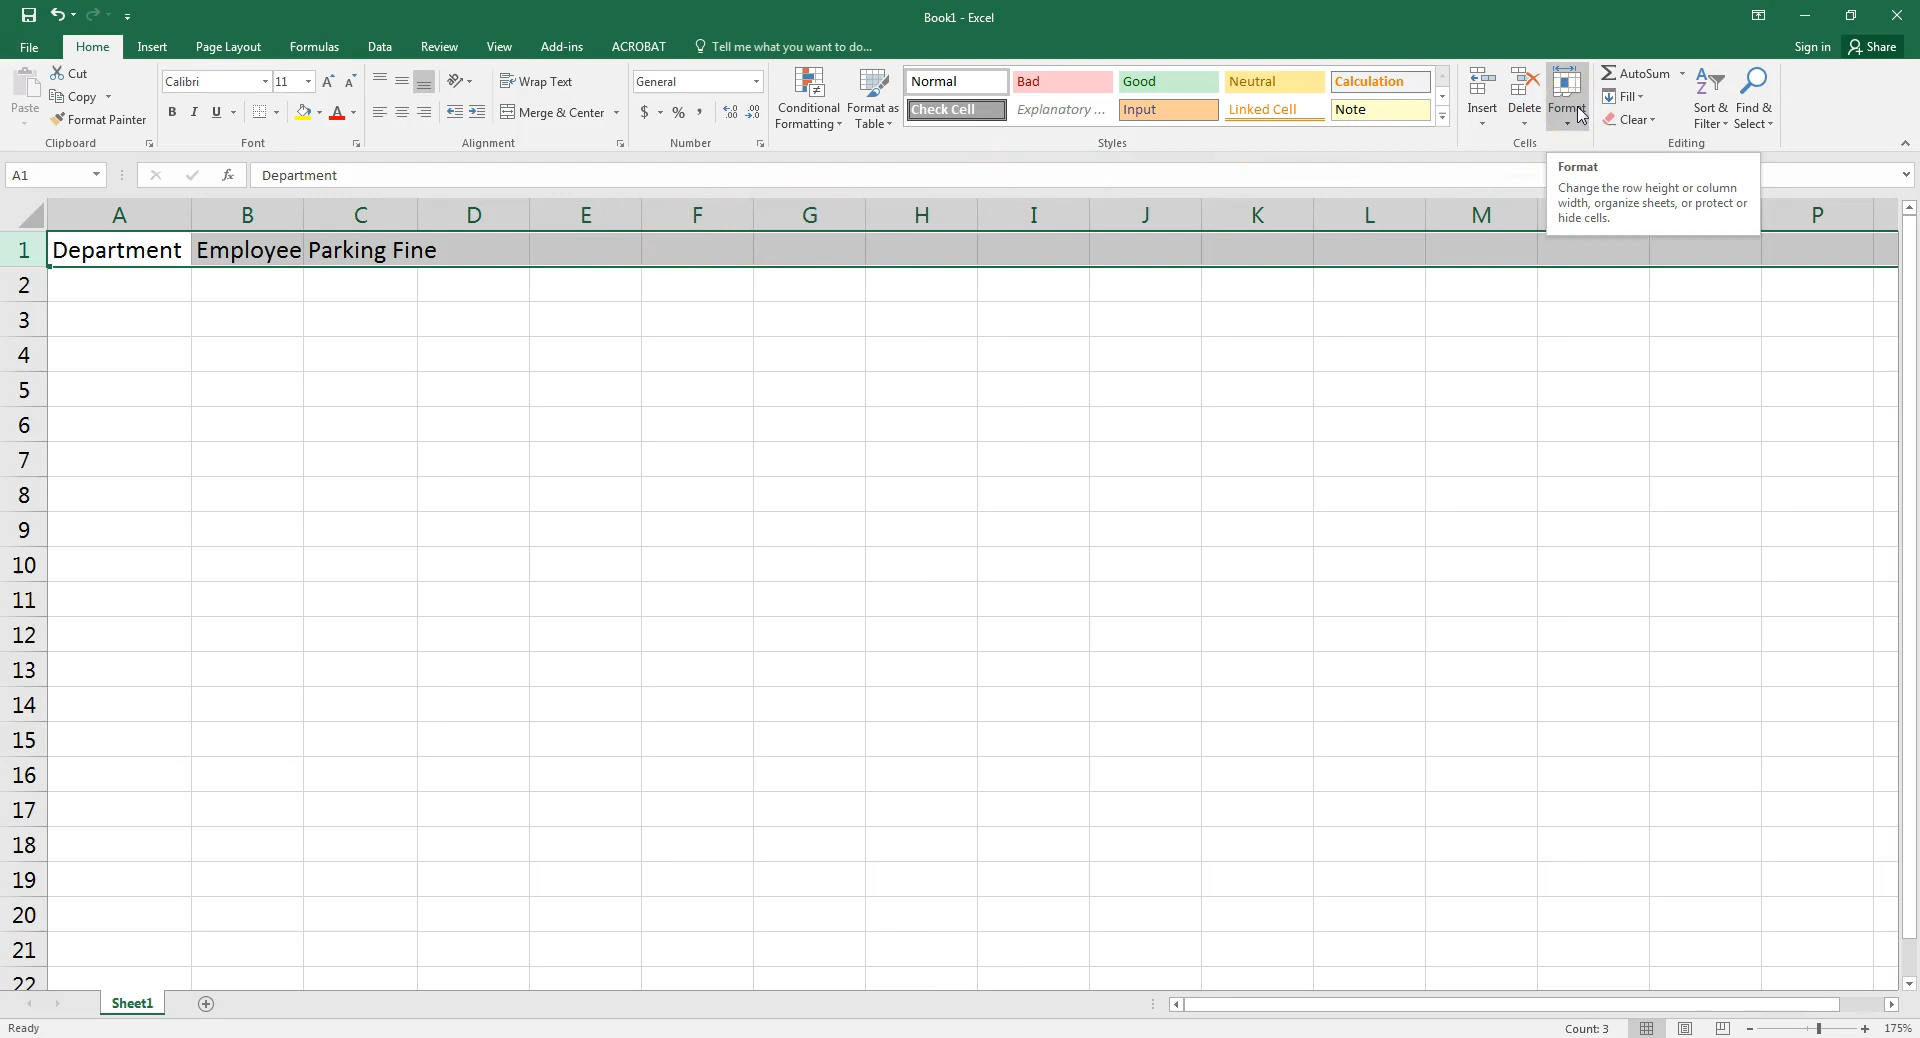 Book1 - Excel
File Home Insert Page Layout Formulas Data Review View Add-ins ACROBAT Tell me what you want to do... Sign in Share
Paste
Cut
Copy
Format Painter
Clipboard
Calibri 11
B I U
Font
Wrap Text
Merge & Center
Alignment
General
$ % ,
Number
Conditional Formatting
Format as Table
Normal Bad Good Neutral Calculation
Check Cell Explanatory ... Input Linked Cell Note
Styles
Insert Delete Format
Cells
AutoSum
Fill
Clear
Sort & Filter
Find & Select
Editing
A1 fx Department
Format
Change the row height or column
width, organize sheets, or protect or
hide cells.
A B C D E F G H I J K L M P
1 Department Employee Parking Fine
2
3
4
5
6
7
8
9
10
11
12
13
14
15
16
17
18
19
20
21
22
Sheet1
Ready Count: 3 175%